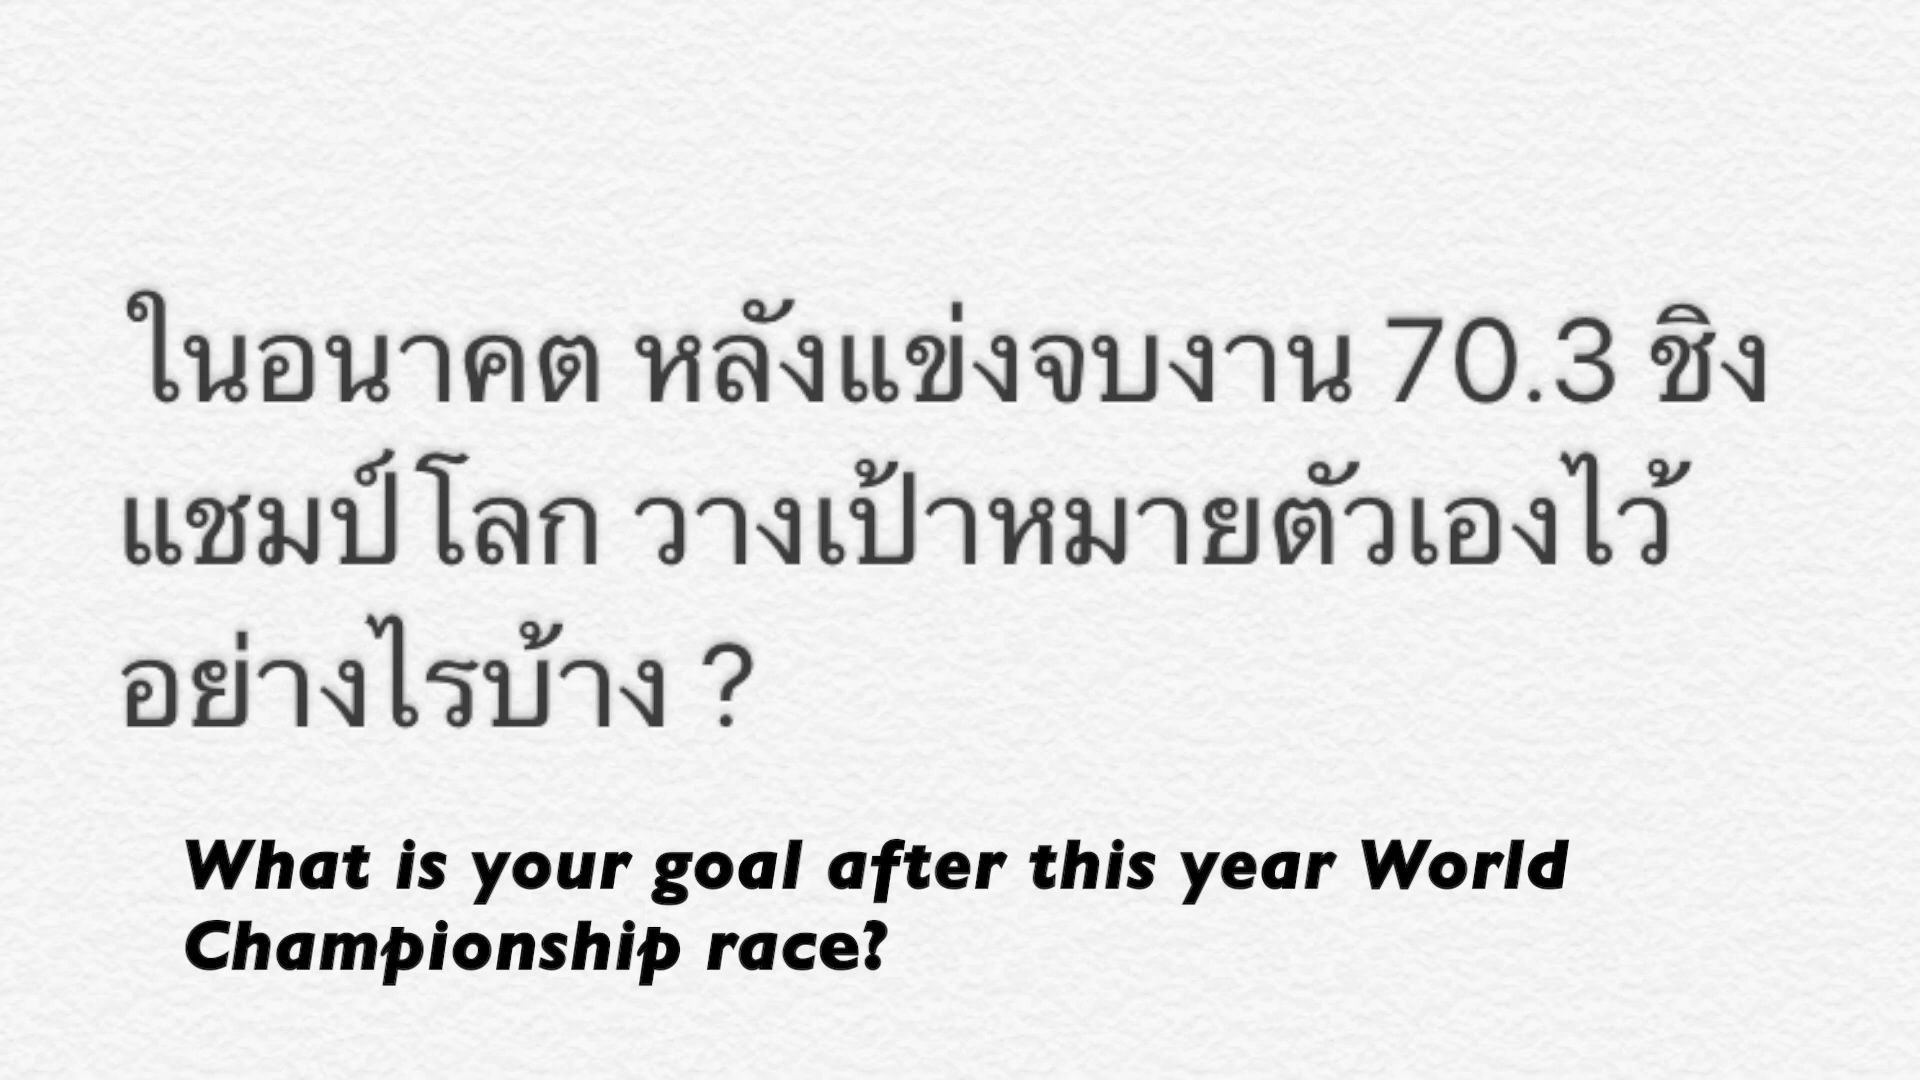 ในอนาคต หลังแข่งจบงาน 70.3 ชิง
แชมป์โลก วางเป้าหมายตัวเองไว้
อย่างไรบ้าง ?
What is your goal after this year World
Championship race?